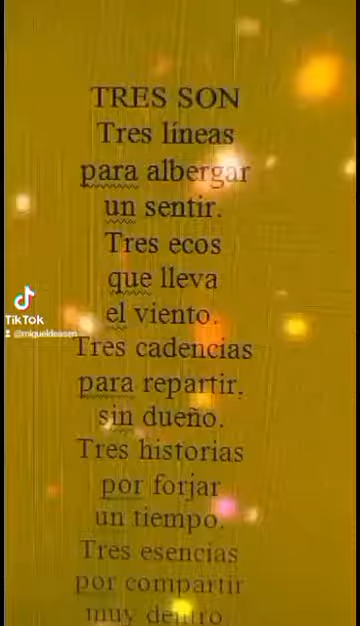 TRES SON
Tres líneas
para albergar
un sentir.
Tres ecos
que lleva
el viento.
Tres cadencias
para repartir,
sin dueño.
Tres historias
por forjar
un tiempo.
Tres esencias
por compartir
muy dentro
TikTok